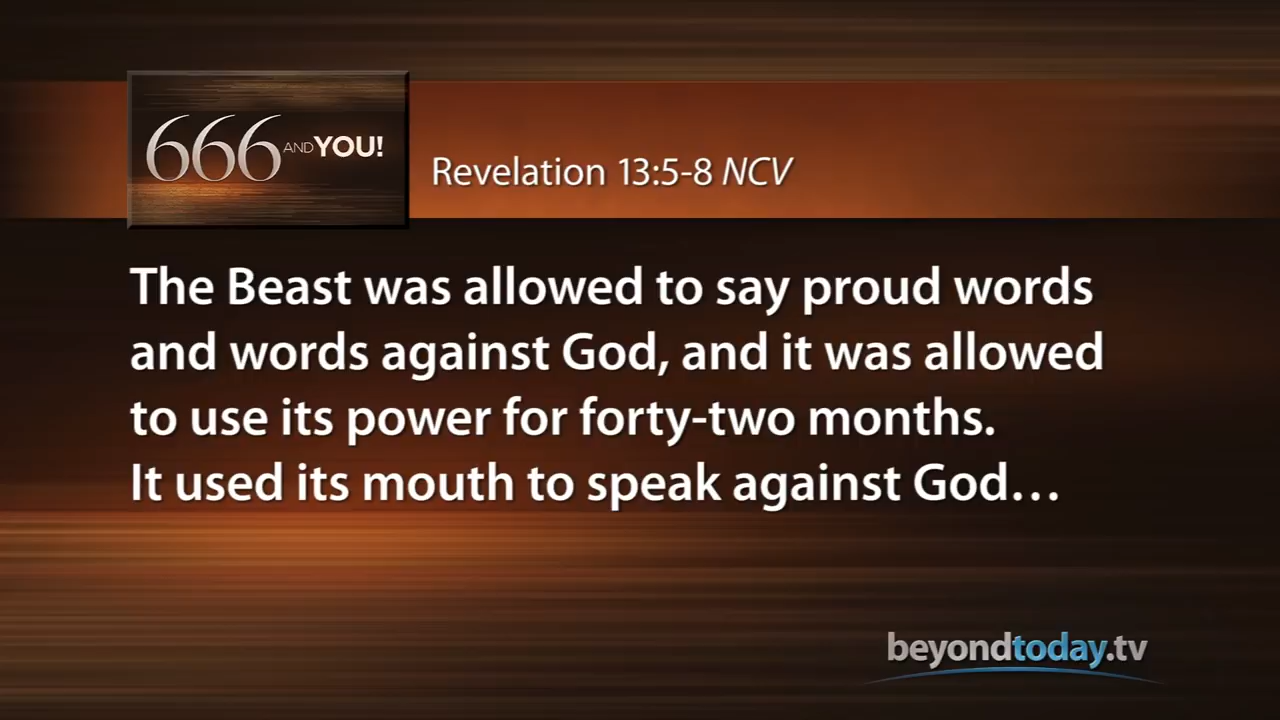 666 AND YOU!
Revelation 13:5-8 NCV
The Beast was allowed to say proud words
and words against God, and it was allowed
to use its power for forty-two months.
It used its mouth to speak against God…
beyondtoday.tv